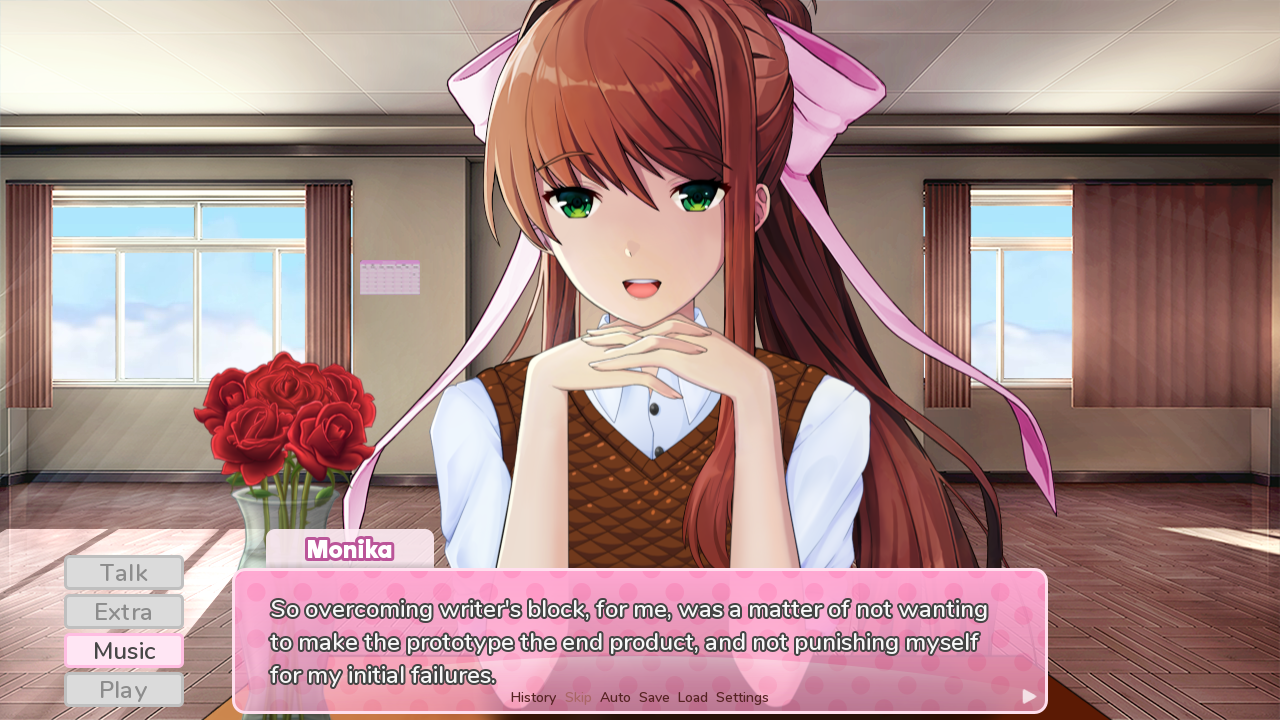 Monika
So overcoming writer's block, for me, was a matter of not wanting
to make the prototype the end product, and not punishing myself
for my initial failures.
Talk
Extra
Music
Play
History Skip Auto Save Load Settings